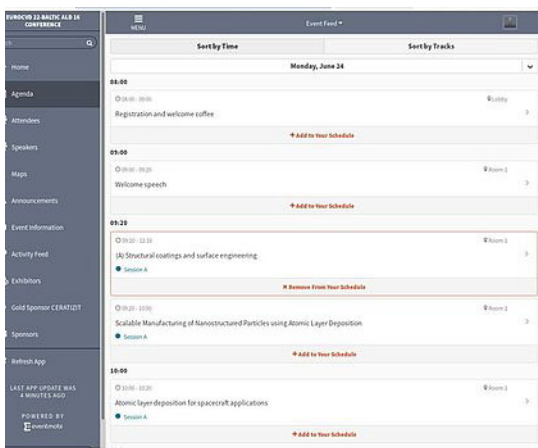 EUROCVD 22-BALTIC ALD 16
CONFERENCE
MENU
Event Feed
Sort by Time
Sort by Tracks
Home
Agenda
Attendees
Speakers
Maps
Announcements
Event Information
Activity Feed
Exhibitors
Gold Sponsor CERATIZIT
Sponsors
Refresh App
LAST APP UPDATE WAS
4 MINUTES AGO
POWERED BY
eventmobi
Monday, June 24
08:00
08:00 - 09:00
Lobby
Registration and welcome coffee
+ Add to Your Schedule
09:00
09:00 - 09:20
Room 1
Welcome speech
+ Add to Your Schedule
09:20
09:20 -
Room 1
(A) Structural coatings and surface engineering
Session A
✖ Remove From Your Schedule
09:20 - 10:00
Room 1
Scalable Manufacturing of Nanostructured Particles using Atomic Layer Deposition
Session A
+ Add to Your Schedule
10:00
10:00 - 10:20
Room 1
Atomic layer deposition for spacecraft applications
Session A
+ Add to Your Schedule